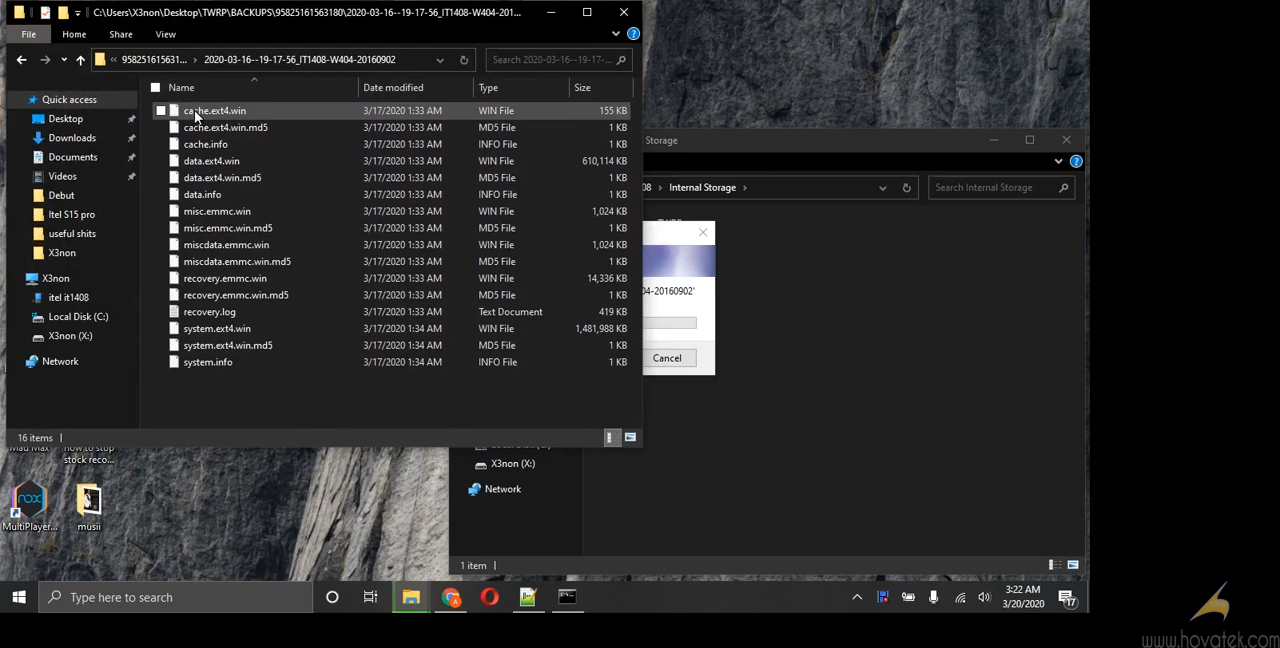 C:\Users\X3non\Desktop\TWRP\BACKUPS\95825161563180\2020-03-16--19-17-56_IT1408-W404-201...
File Home Share View
« 958251615631... › 2020-03-16--19-17-56_IT1408-W404-20160902
Search 2020-03-16--19-17-...
Name Date modified Type Size
Quick access
Desktop
Downloads
Documents
Videos
Debut
Itel S15 pro
useful shits
X3non
X3non
itel it1408
Local Disk (C:)
X3non (X:)
Network
cache.ext4.win 3/17/2020 1:33 AM WIN File 155 KB
cache.ext4.win.md5 3/17/2020 1:33 AM MD5 File 1 KB
cache.info 3/17/2020 1:33 AM INFO File 1 KB
data.ext4.win 3/17/2020 1:33 AM WIN File 610,114 KB
data.ext4.win.md5 3/17/2020 1:33 AM MD5 File 1 KB
data.info 3/17/2020 1:33 AM INFO File 1 KB
misc.emmc.win 3/17/2020 1:33 AM WIN File 1,024 KB
misc.emmc.win.md5 3/17/2020 1:33 AM MD5 File 1 KB
miscdata.emmc.win 3/17/2020 1:33 AM WIN File 1,024 KB
miscdata.emmc.win.md5 3/17/2020 1:33 AM MD5 File 1 KB
recovery.emmc.win 3/17/2020 1:33 AM WIN File 14,336 KB
recovery.emmc.win.md5 3/17/2020 1:33 AM MD5 File 1 KB
recovery.log 3/17/2020 1:33 AM Text Document 419 KB
system.ext4.win 3/17/2020 1:34 AM WIN File 1,481,988 KB
system.ext4.win.md5 3/17/2020 1:34 AM MD5 File 1 KB
system.info 3/17/2020 1:34 AM INFO File 1 KB
16 items
Storage
08 › Internal Storage ›
Search Internal Storage
04-20160902'
Cancel
X3non (X:)
Network
1 item
Mad Max
how to stop
stock reco...
MultiPlayer...
musii
Type here to search
3:22 AM
3/20/2020
17
www.hovatek.com